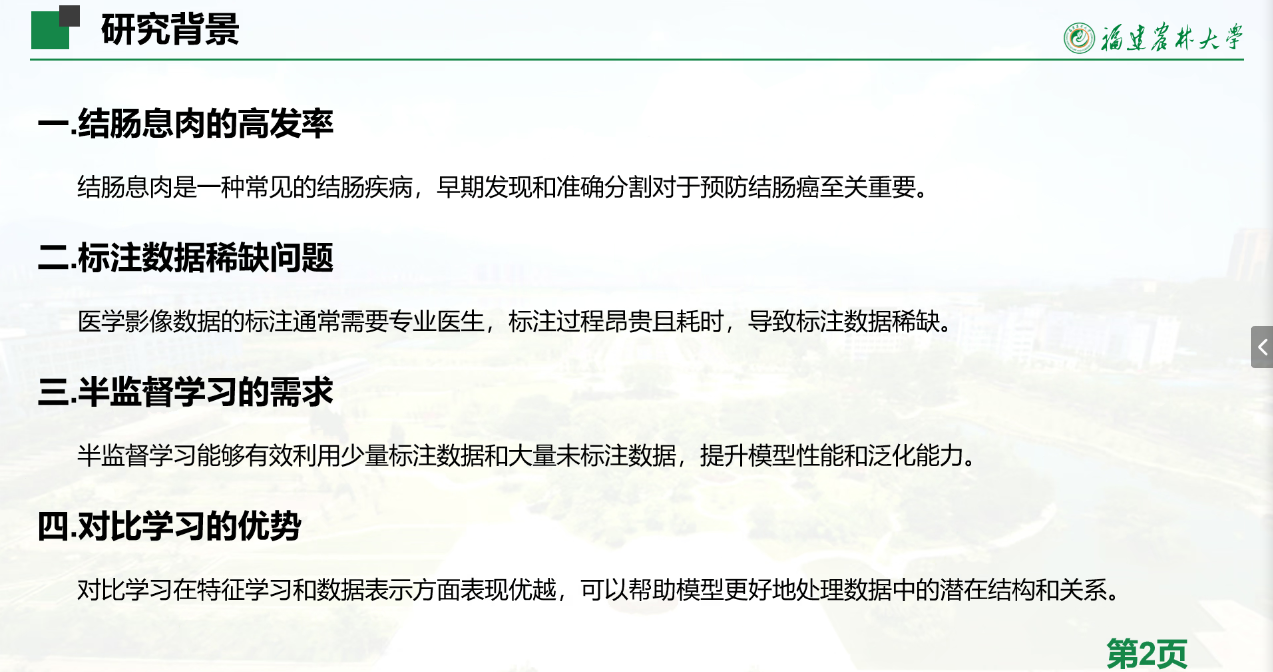 研究背景
福建农林大学
一.结肠息肉的高发率
结肠息肉是一种常见的结肠疾病，早期发现和准确分割对于预防结肠癌至关重要。
二.标注数据稀缺问题
医学影像数据的标注通常需要专业医生，标注过程昂贵且耗时，导致标注数据稀缺。
三.半监督学习的需求
半监督学习能够有效利用少量标注数据和大量未标注数据，提升模型性能和泛化能力。
四.对比学习的优势
对比学习在特征学习和数据表示方面表现优越，可以帮助模型更好地处理数据中的潜在结构和关系。
第2页